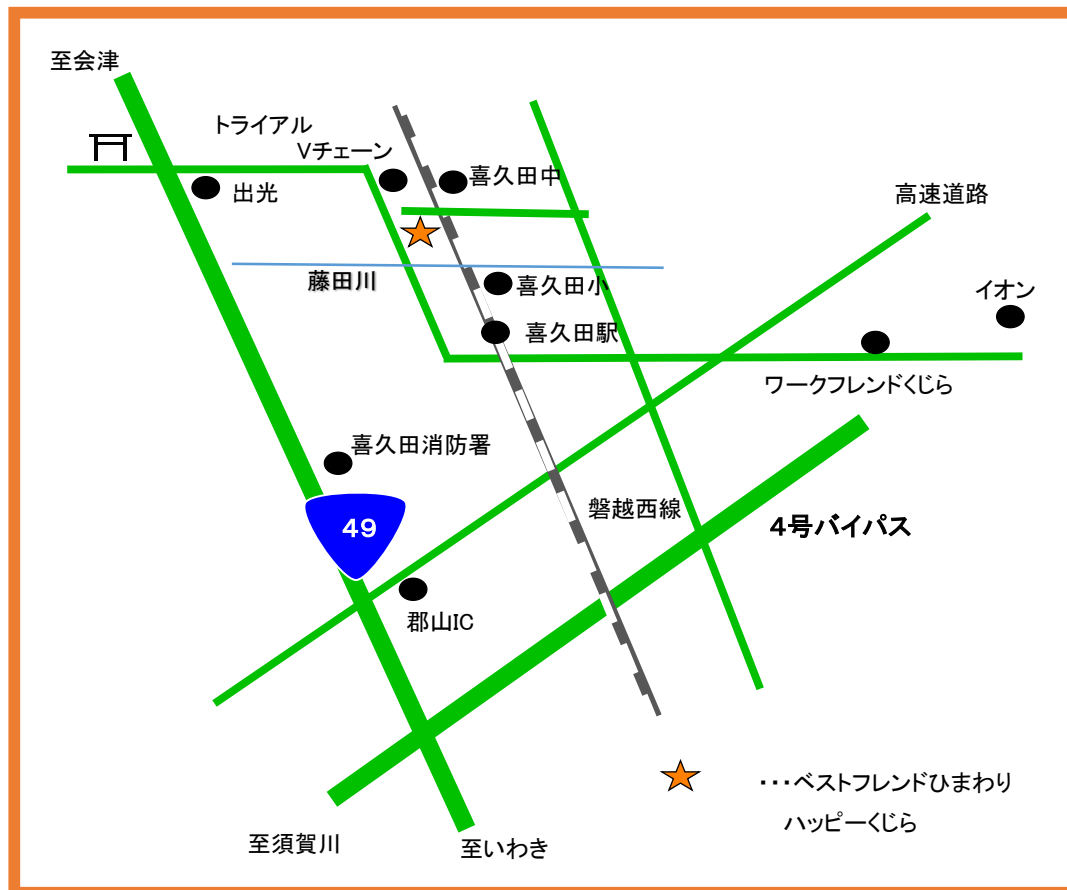 至会津
トライアル
Vチェーン
喜久田中
出光
高速道路
藤田川
喜久田小
イオン
喜久田駅
ワークフレンドくじら
喜久田消防署
49
磐越西線
4号バイパス
郡山IC
・・・ベストフレンドひまわり
ハッピーくじら
至須賀川
至いわき